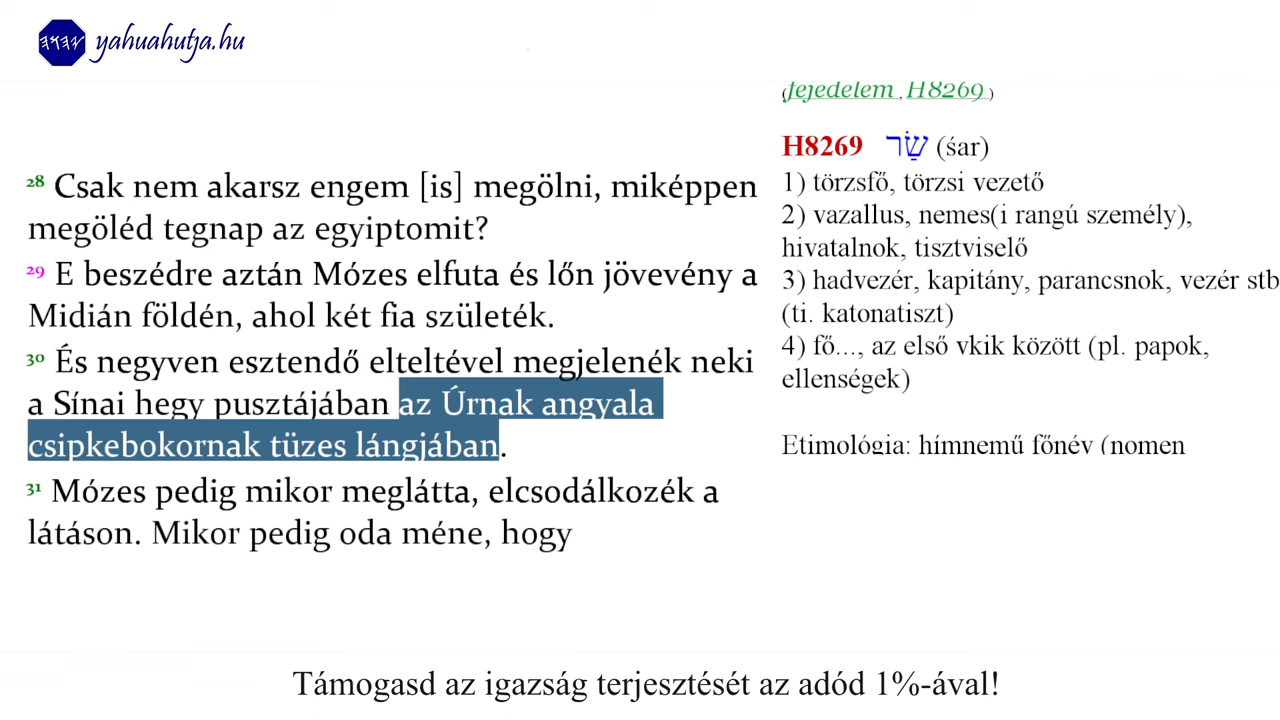 yahuahutja.hu
28 Csak nem akarsz engem [is] megölni, miképpen
megöléd tegnap az egyiptomit?
29 E beszédre aztán Mózes elfuta és lőn jövevény a
Midián földén, ahol két fia születék.
30 És negyven esztendő elteltével megjelenék neki
a Sínai hegy pusztájában az Úrnak angyala
csipkebokornak tüzes lángjában.
31 Mózes pedig mikor meglátta, elcsodálkozék a
látáson. Mikor pedig oda méne, hogy
(fejedelem , H8269 )
H8269 שַׂר (śar)
1) törzsfő, törzsi vezető
2) vazallus, nemes(i rangú személy),
hivatalnok, tisztviselő
3) hadvezér, kapitány, parancsnok, vezér stb
(ti. katonatiszt)
4) fő..., az első vkik között (pl. papok,
ellenségek)
Etimológia: hímnemű főnév (nomen
Támogasd az igazság terjesztését az adód 1%-ával!